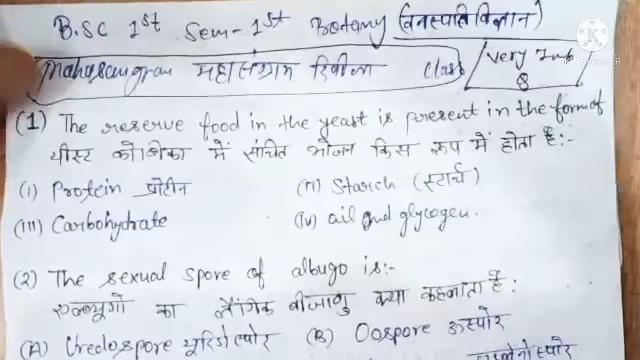 B.SC 1st Sem - 1st Botany (वनस्पति विज्ञान)
Mahasangram महासंग्राम रिवीजन Class Very Imp
Q
(1) The reserve food in the yeast is present in the form of
यीस्ट कोशिका में संचित भोजन किस रूप में होता है:-
(i) Protein प्रोटीन (ii) Starch (स्टार्च)
(iii) Carbohydrate (iv) oil and glycogen.
(2) The sexual spore of albugo is:-
एल्ब्यूगो का लैंगिक बीजाणु क्या कहलाता है:
(A) Uredospore यूरिडोस्पोर (B) Oospore ऊस्पोर